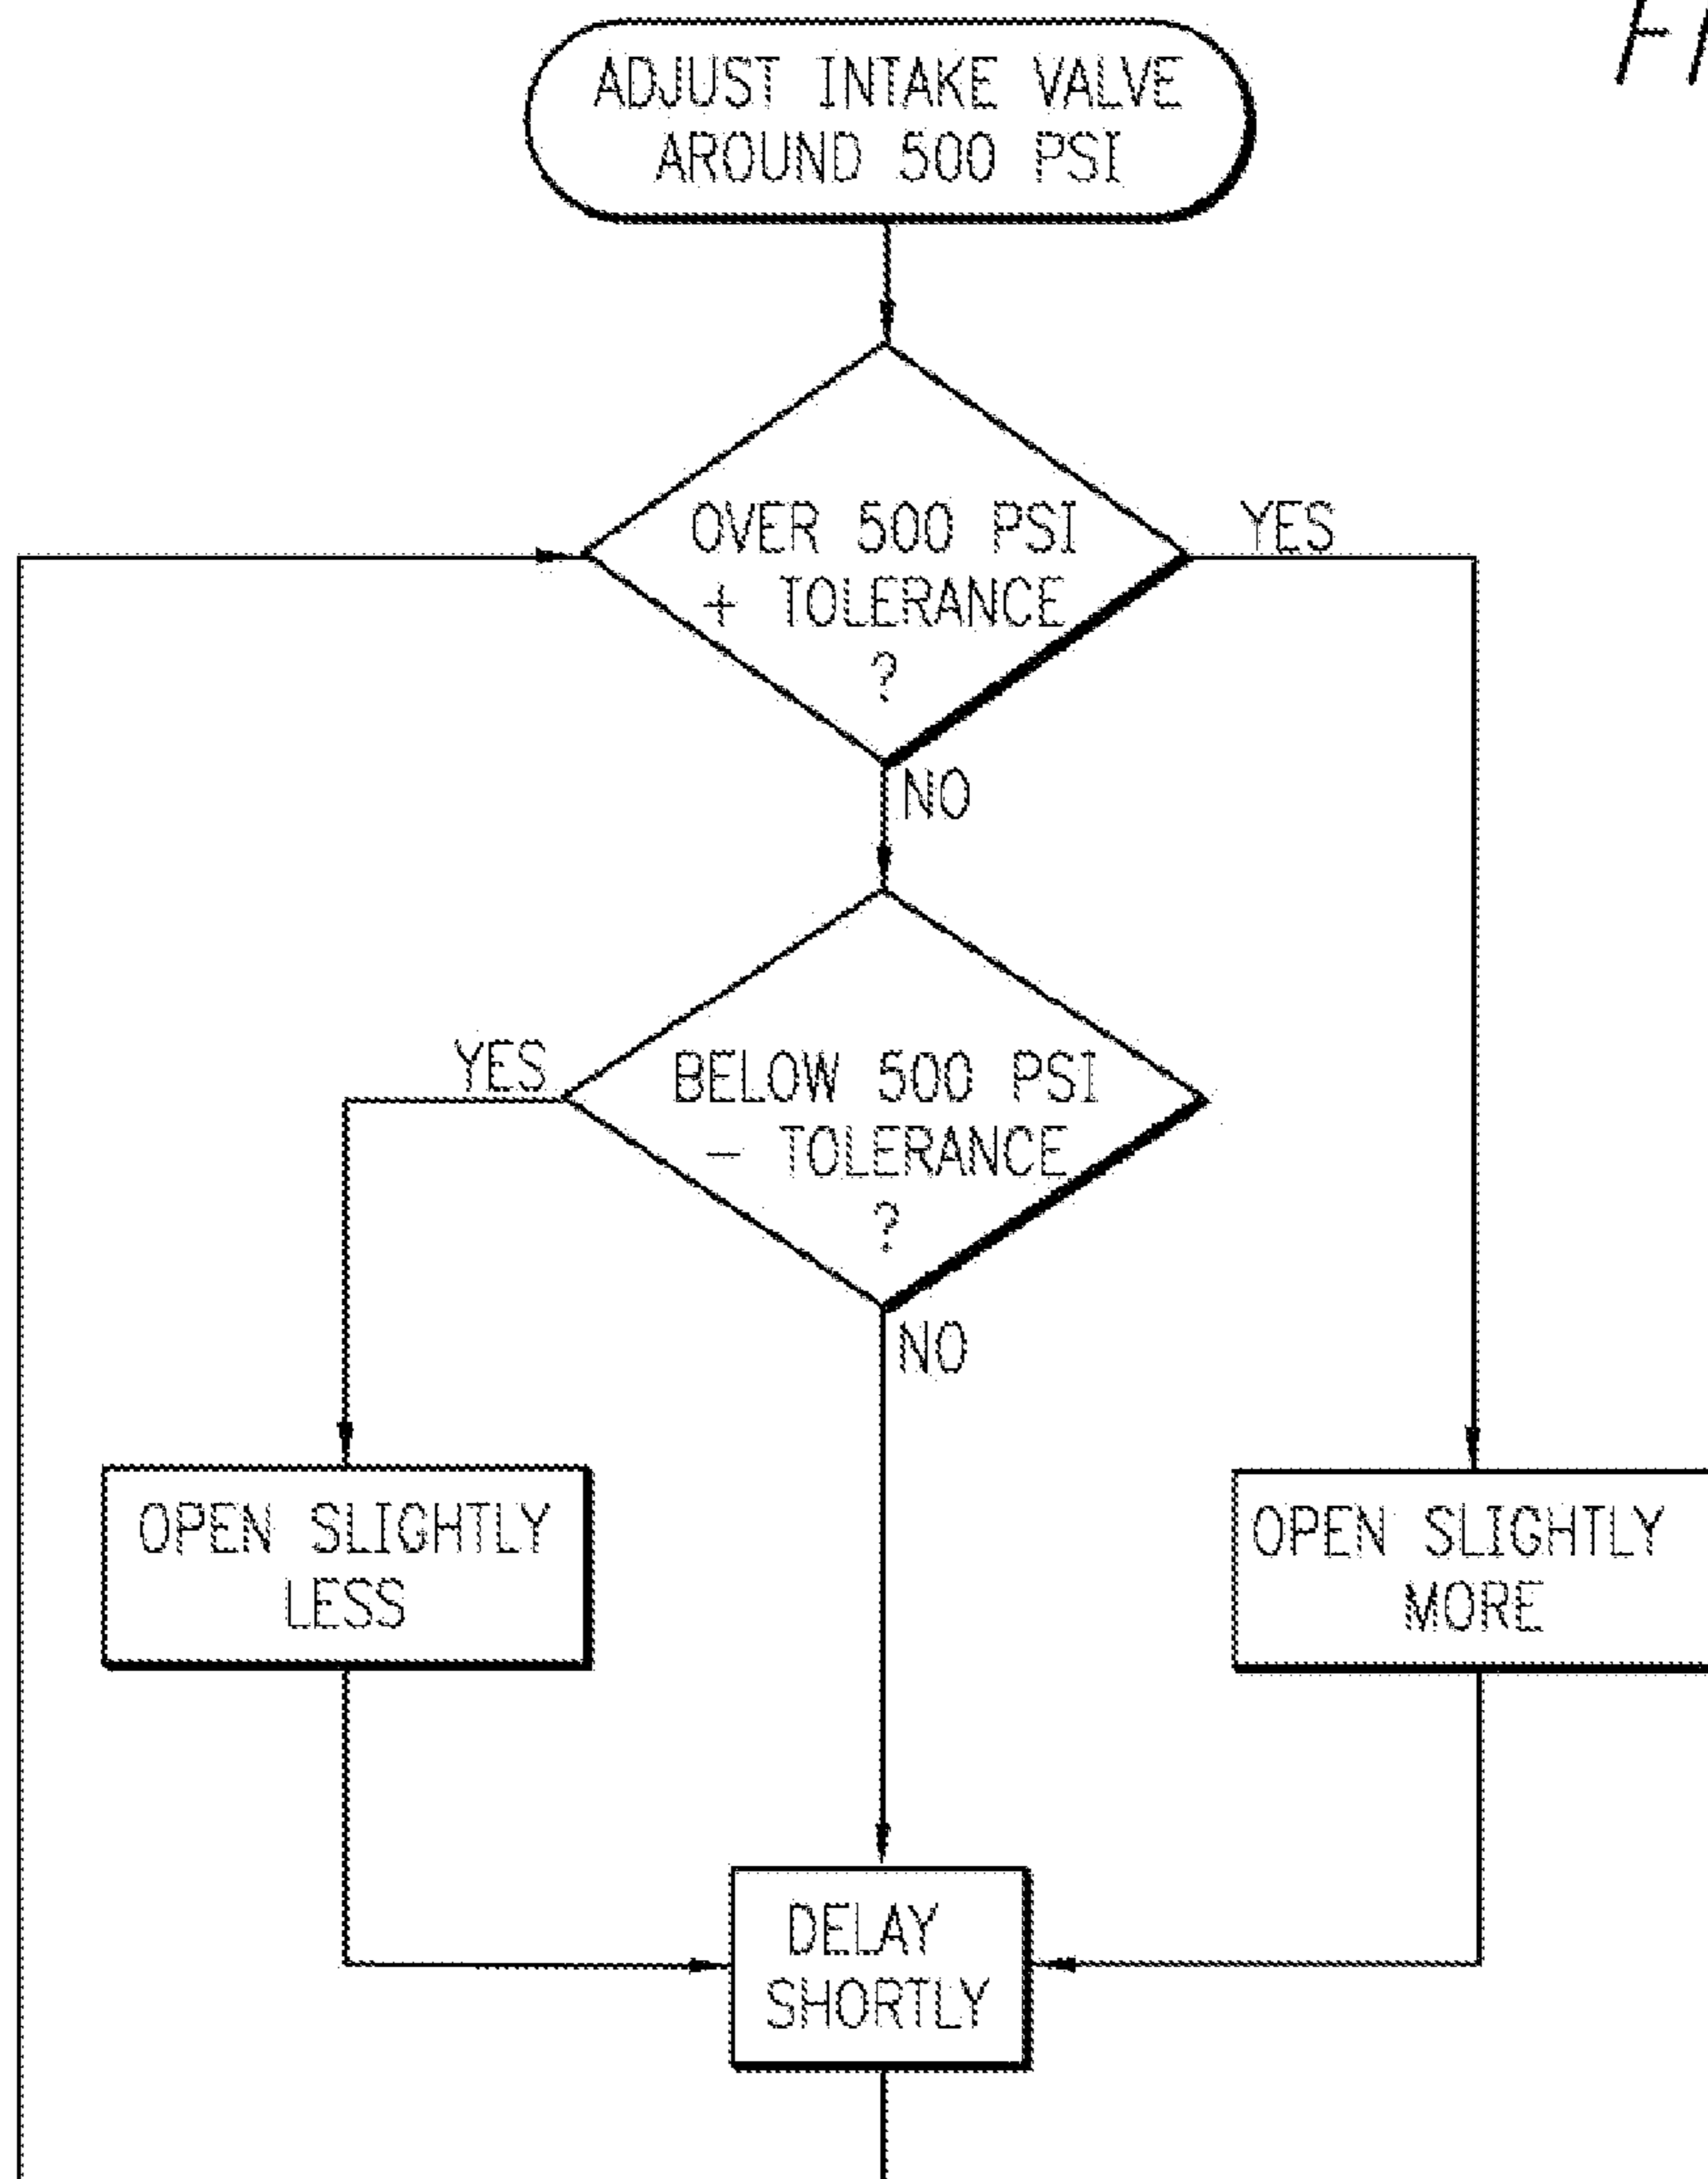 ADJUST INTAKE VALVE
AROUND 500 PSI
OVER 500 PSI
+ TOLERANCE
?
YES
NO
BELOW 500 PSI
- TOLERANCE
?
YES
NO
OPEN SLIGHTLY
LESS
OPEN SLIGHTLY
MORE
DELAY
SHORTLY